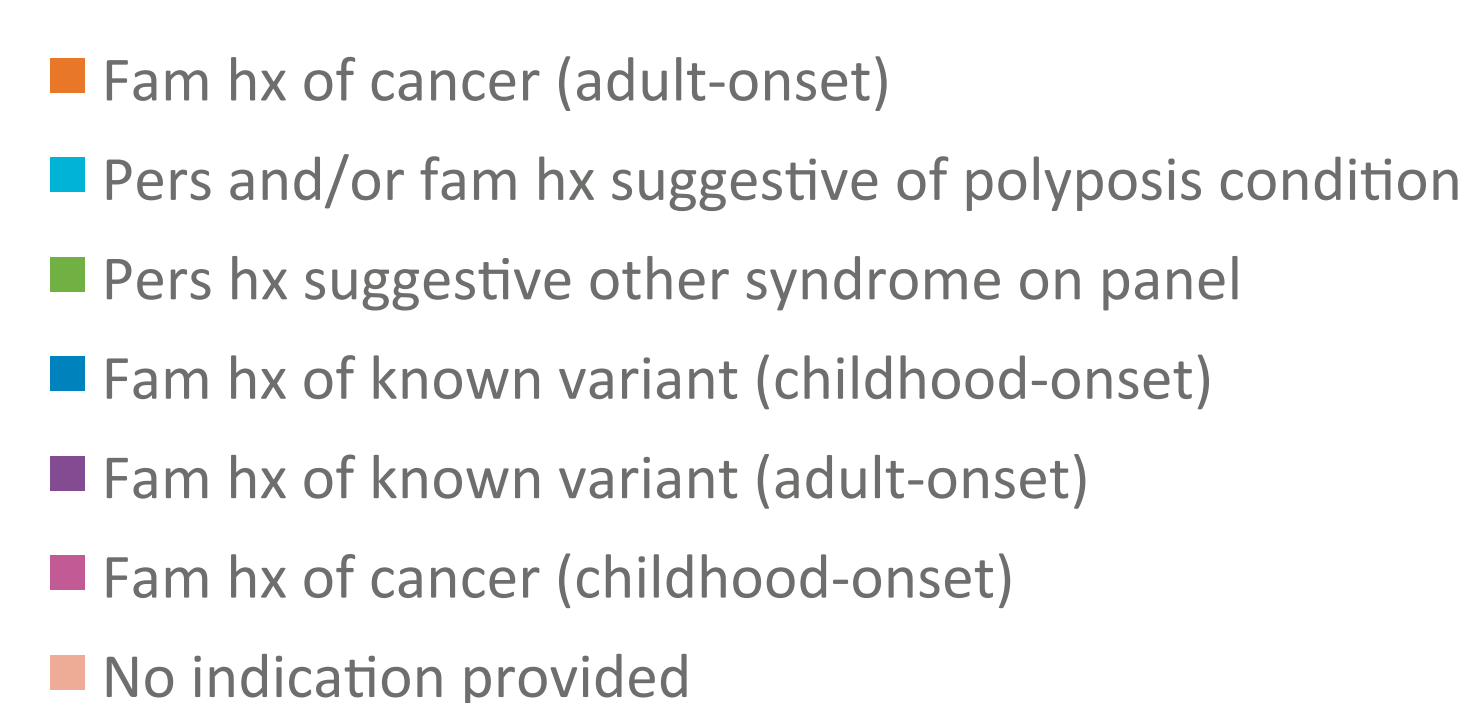 Fam hx of cancer (adult-onset)
Pers and/or fam hx suggestive of polyposis condition
Pers hx suggestive other syndrome on panel
Fam hx of known variant (childhood-onset)
Fam hx of known variant (adult-onset)
Fam hx of cancer (childhood-onset)
No indication provided